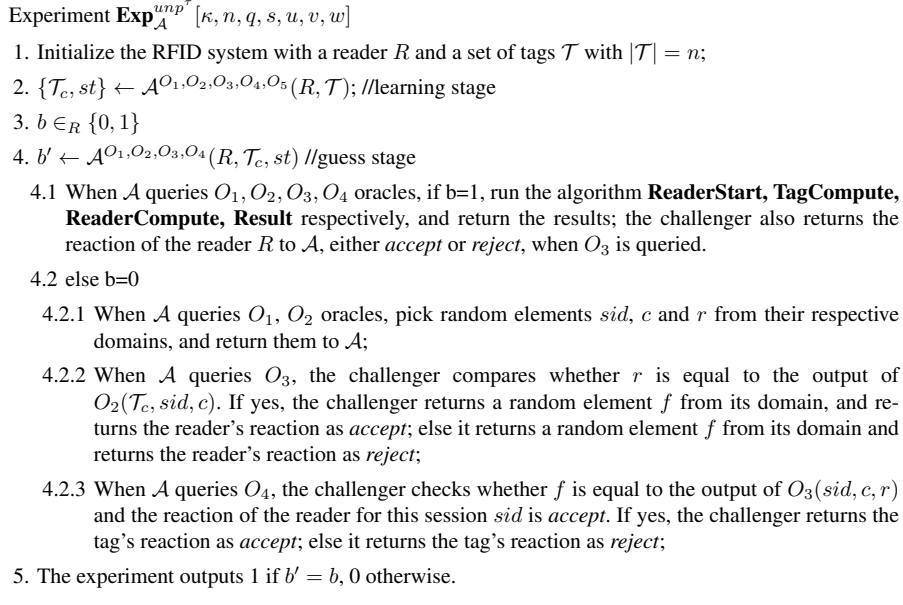 Experiment Exp_𝒜^{unp^τ}[κ, n, q, s, u, v, w]
1. Initialize the RFID system with a reader R and a set of tags 𝒯 with |𝒯| = n;
2. {𝒯_c, st} ← 𝒜^{O_1,O_2,O_3,O_4,O_5}(R, 𝒯); //learning stage
3. b ∈_R {0, 1}
4. b′ ← 𝒜^{O_1,O_2,O_3,O_4}(R, 𝒯_c, st) //guess stage
4.1 When 𝒜 queries O_1, O_2, O_3, O_4 oracles, if b=1, run the algorithm ReaderStart, TagCompute,
ReaderCompute, Result respectively, and return the results; the challenger also returns the
reaction of the reader R to 𝒜, either accept or reject, when O_3 is queried.
4.2 else b=0
4.2.1 When 𝒜 queries O_1, O_2 oracles, pick random elements sid, c and r from their respective
domains, and return them to 𝒜;
4.2.2 When 𝒜 queries O_3, the challenger compares whether r is equal to the output of
O_2(𝒯_c, sid, c). If yes, the challenger returns a random element f from its domain, and re-
turns the reader's reaction as accept; else it returns a random element f from its domain and
returns the reader's reaction as reject;
4.2.3 When 𝒜 queries O_4, the challenger checks whether f is equal to the output of O_3(sid, c, r)
and the reaction of the reader for this session sid is accept. If yes, the challenger returns the
tag's reaction as accept; else it returns the tag's reaction as reject;
5. The experiment outputs 1 if b′ = b, 0 otherwise.